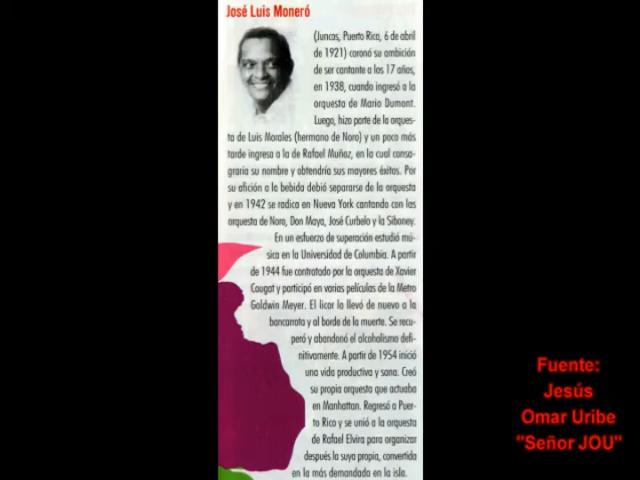 José Luis Moneró
(Juncos, Puerto Rico, 6 de abril
de 1921) coronó su ambición
de ser cantante a los 17 años,
en 1938, cuando ingresó a la
orquesta de Mario Dumont.
Luego, hizo parte de la orques-
ta de Luis Morales (hermano de Noro) y un poco más
tarde ingresa a la de Rafael Muñoz, en la cual consa-
graría su nombre y obtendría sus mayores éxitos. Por
su afición a la bebida debió separarse de la orquesta
y en 1942 se radica en Nueva York cantando con las
orquesta de Noro, Don Maya, José Curbelo y la Siboney.
En un esfuerzo de superación estudió mú-
sica en la Universidad de Columbia. A partir
de 1944 fue contratado por la orquesta de Xavier
Cougat y participó en varias películas de la Metro
Goldwin Meyer. El licor lo llevó de nuevo a la
bancarrota y al borde de la muerte. Se recu-
peró y abandonó el alcoholismo defi-
nitivamente. A partir de 1954 inició
una vida productiva y sana. Creó
su propia orquesta que actuaba
en Manhattan. Regresó a Puer-
to Rico y se unió a la orquesta
de Rafael Elvira para organizar
después la suya propia, convertida
en la más demandada en la isla.
Fuente:
Jesús
Omar Uribe
"Señor JOU"